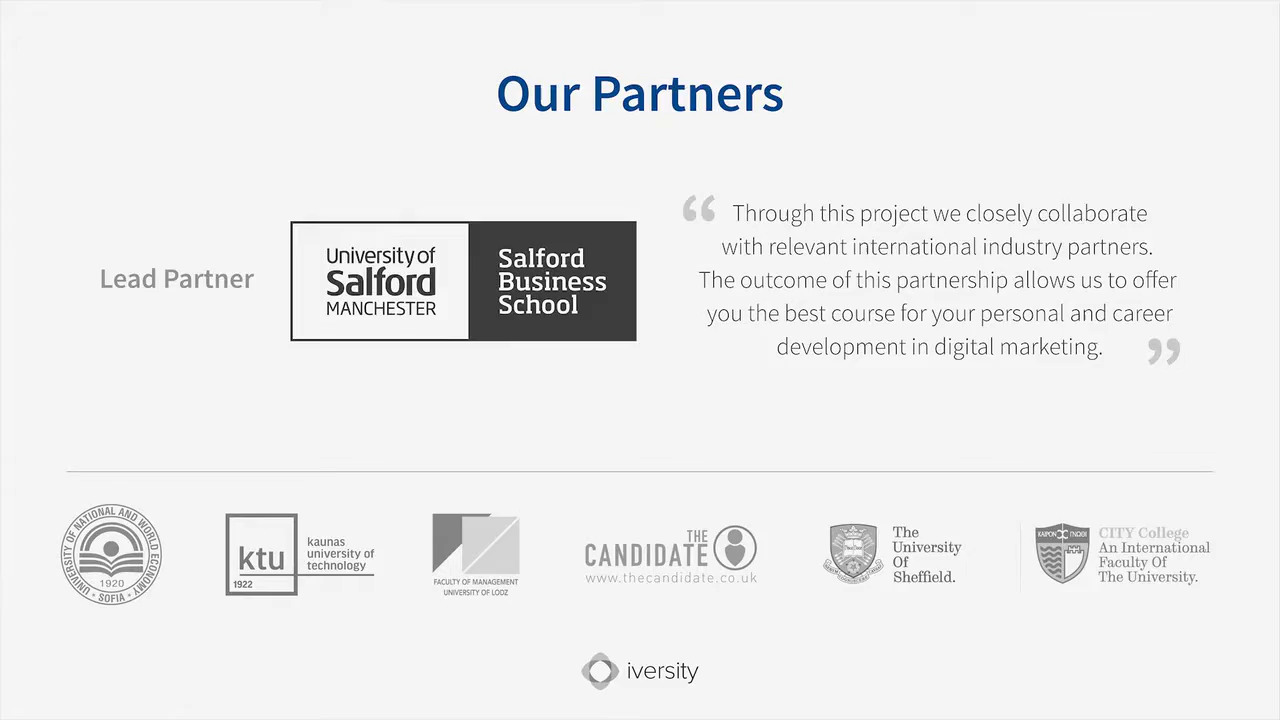 Our Partners
Lead Partner
University of
Salford
MANCHESTER
Salford
Business
School
“ Through this project we closely collaborate
with relevant international industry partners.
The outcome of this partnership allows us to offer
you the best course for your personal and career
development in digital marketing. ”
UNIVERSITY OF NATIONAL AND WORLD ECONOMY
1920
• SOFIA •
ktu
1922
kaunas
university of
technology
FACULTY OF MANAGEMENT
UNIVERSITY OF LODZ
THE
CANDIDATE
www.thecandidate.co.uk
The
University
Of
Sheffield.
ΚΑΙΡΟΝ ΓΝΩΘΙ
CITY College
An International
Faculty Of
The University.
iversity